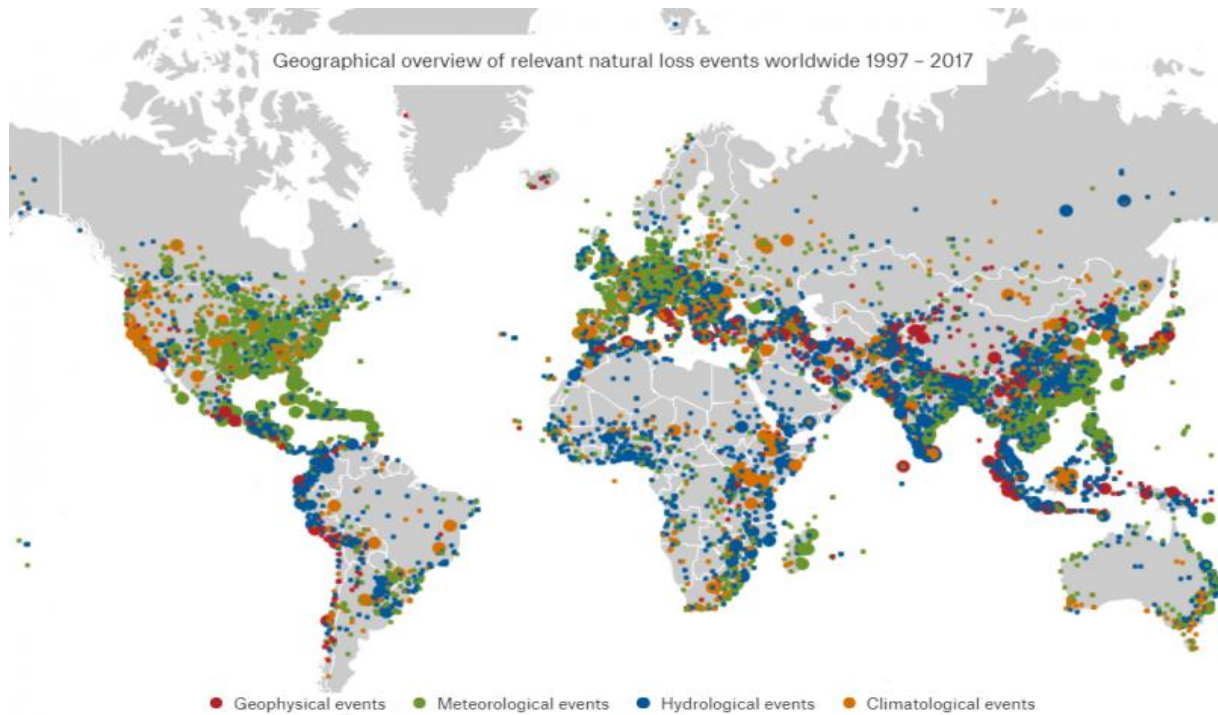 Geographical overview of relevant natural loss events worldwide 1997 – 2017
Geophysical events Meteorological events Hydrological events Climatological events